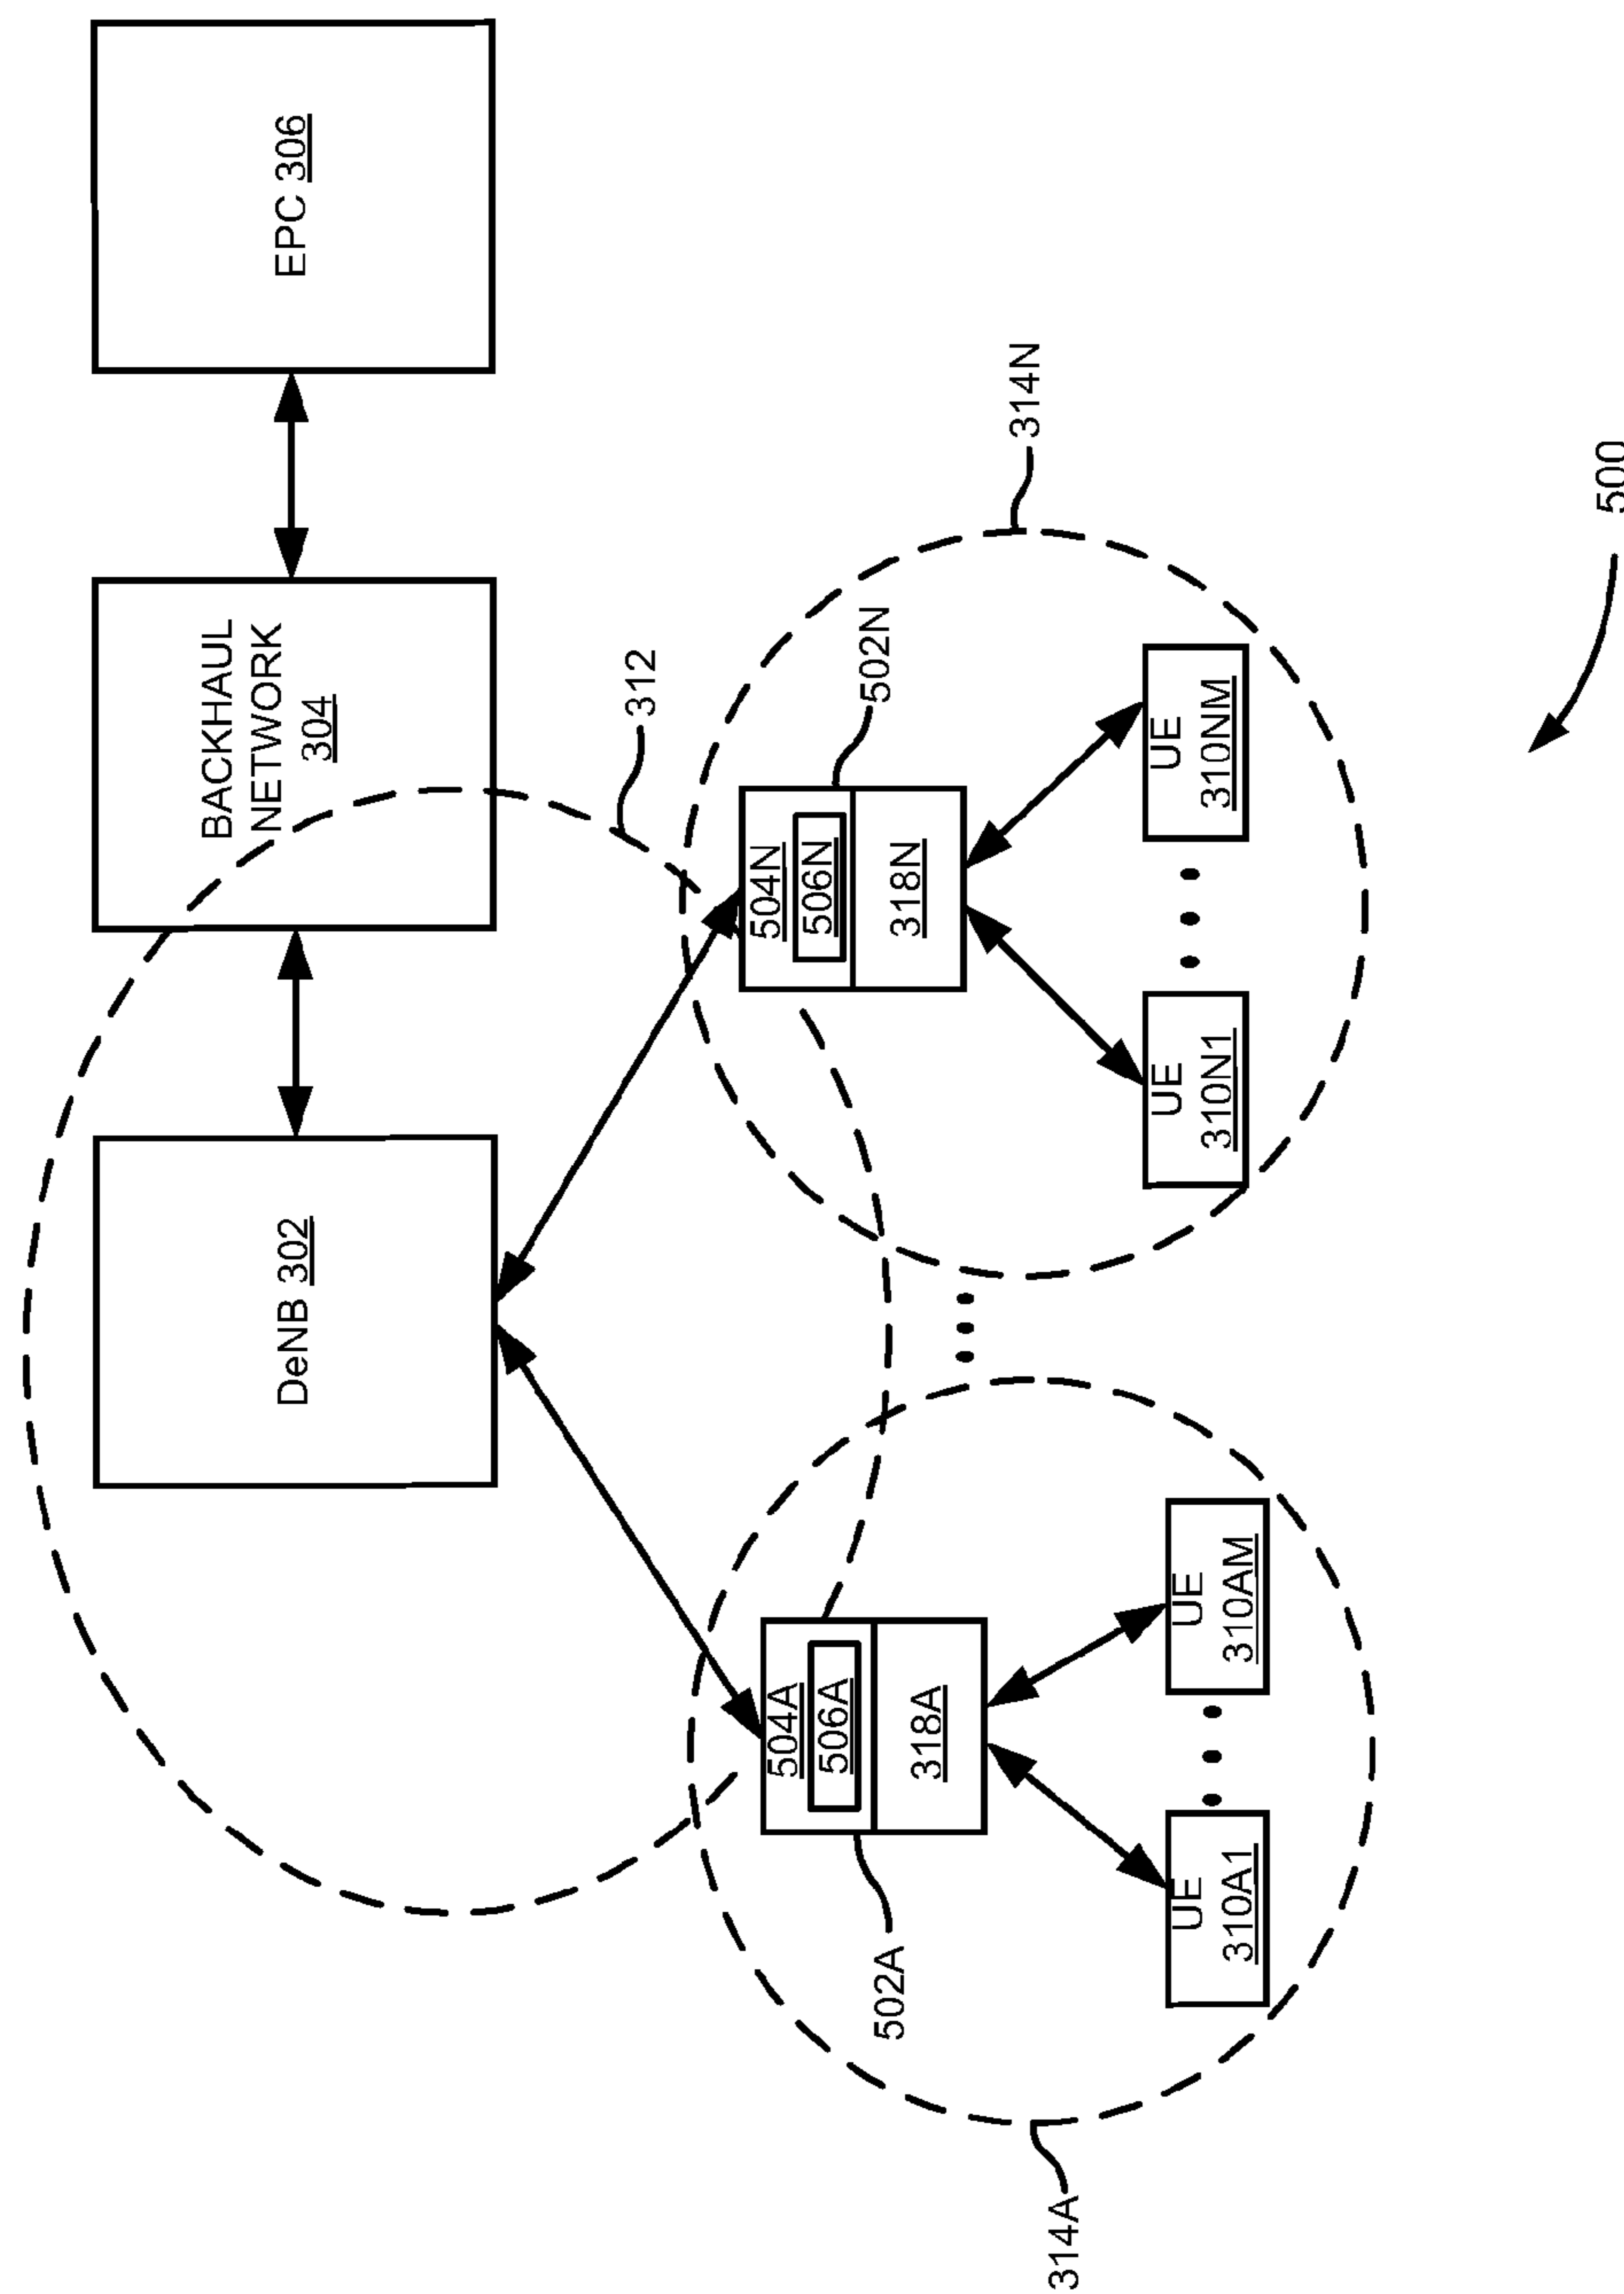 DeNB 302
BACKHAUL
NETWORK
304
EPC 306
312
504A
506A
318A
502A
504N
506N
318N
502N
314A
314N
UE
310A1
UE
310AM
UE
310N1
UE
310NM
500